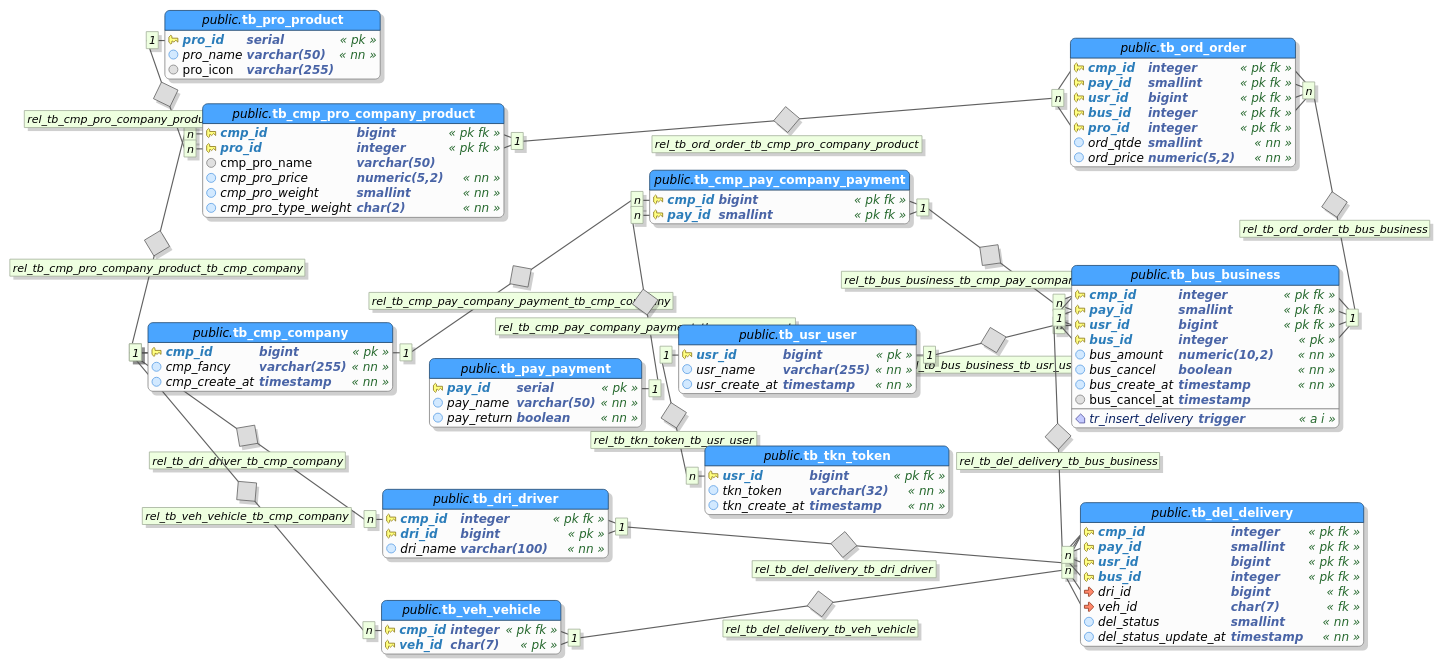 public.tb_pro_product
1
pro_id serial « pk »
pro_name varchar(50) « nn »
pro_icon varchar(255)
rel_tb_cmp_pro_company_produ
public.tb_cmp_pro_company_product
n
cmp_id bigint « pk fk »
n
pro_id integer « pk fk »
1
cmp_pro_name varchar(50)
cmp_pro_price numeric(5,2) « nn »
cmp_pro_weight smallint « nn »
cmp_pro_type_weight char(2) « nn »
rel_tb_ord_order_tb_cmp_pro_company_product
public.tb_ord_order
n
cmp_id integer « pk fk »
pay_id smallint « pk fk »
usr_id bigint « pk fk »
bus_id integer « pk fk »
pro_id integer « pk fk »
ord_qtde smallint « nn »
ord_price numeric(5,2) « nn »
n
public.tb_cmp_pay_company_payment
n
cmp_id bigint « pk fk »
n
pay_id smallint « pk fk »
1
rel_tb_ord_order_tb_bus_business
rel_tb_cmp_pro_company_product_tb_cmp_company
rel_tb_bus_business_tb_cmp_pay_compar
rel_tb_cmp_pay_company_payment_tb_cmp_co ny
rel_tb_cmp_pay_company_payment
public.tb_bus_business
n
1
cmp_id integer « pk fk »
pay_id smallint « pk fk »
usr_id bigint « pk fk »
bus_id integer « pk »
bus_amount numeric(10,2) « nn »
bus_cancel boolean « nn »
bus_create_at timestamp « nn »
bus_cancel_at timestamp
tr_insert_delivery trigger « a i »
1
public.tb_cmp_company
1
cmp_id bigint « pk »
1
cmp_fancy varchar(255) « nn »
cmp_create_at timestamp « nn »
public.tb_usr_user
1
usr_id bigint « pk »
1
usr_name varchar(255) « nn »
usr_create_at timestamp « nn »
_tb_bus_business_tb_usr_us
public.tb_pay_payment
pay_id serial « pk »
1
pay_name varchar(50) « nn »
pay_return boolean « nn »
rel_tb_tkn_token_tb_usr_user
public.tb_tkn_token
n
usr_id bigint « pk fk »
tkn_token varchar(32) « nn »
tkn_create_at timestamp « nn »
rel_tb_del_delivery_tb_bus_business
rel_tb_dri_driver_tb_cmp_company
rel_tb_veh_vehicle_tb_cmp_company
public.tb_dri_driver
n
cmp_id integer « pk fk »
dri_id bigint « pk »
1
dri_name varchar(100) « nn »
rel_tb_del_delivery_tb_dri_driver
public.tb_del_delivery
n
n
cmp_id integer « pk fk »
pay_id smallint « pk fk »
usr_id bigint « pk fk »
bus_id integer « pk fk »
dri_id bigint « fk »
veh_id char(7) « fk »
del_status smallint « nn »
del_status_update_at timestamp « nn »
public.tb_veh_vehicle
n
cmp_id integer « pk fk »
veh_id char(7) « pk »
1
rel_tb_del_delivery_tb_veh_vehicle